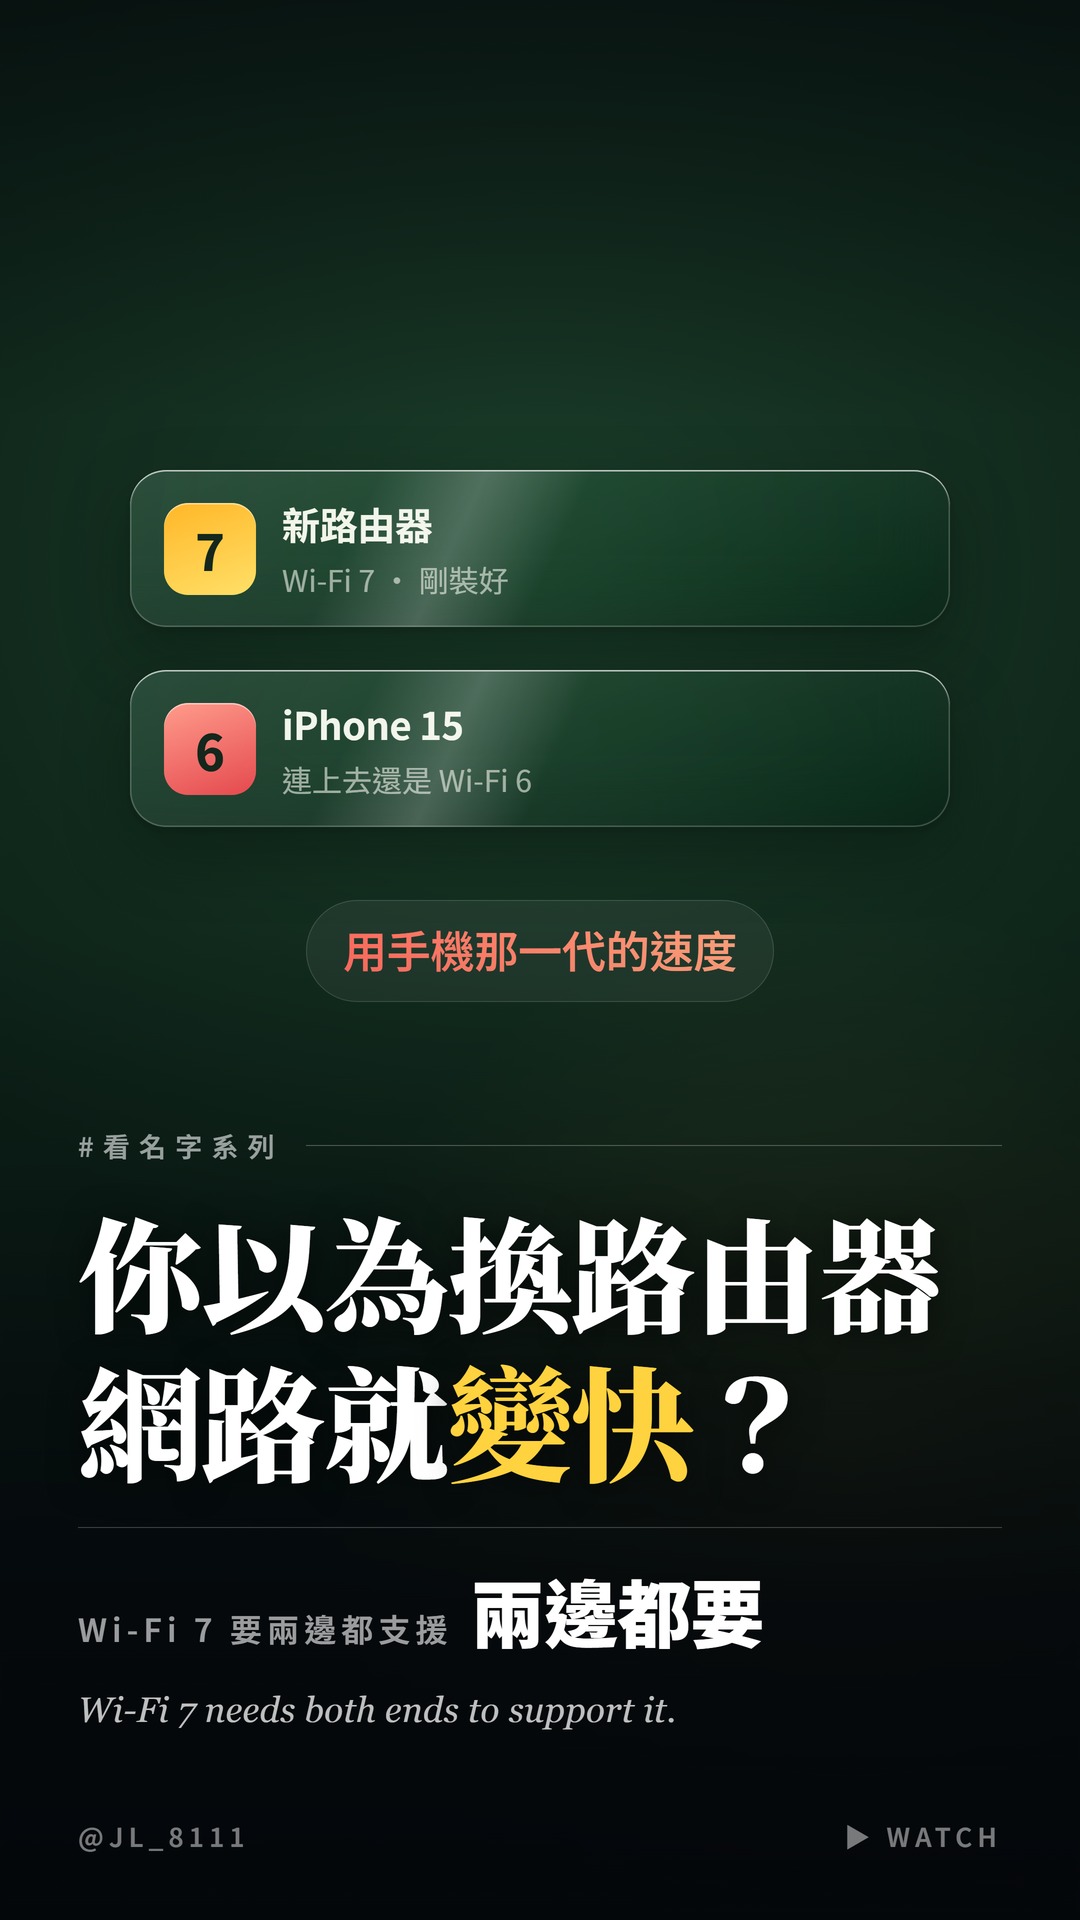 7
新路由器
Wi-Fi 7 · 剛裝好
6
iPhone 15
連上去還是 Wi-Fi 6
用手機那一代的速度
#看名字系列
你以為換路由器
網路就變快？
Wi-Fi 7 要兩邊都支援 兩邊都要
Wi-Fi 7 needs both ends to support it.
@JL_8111
▶ WATCH